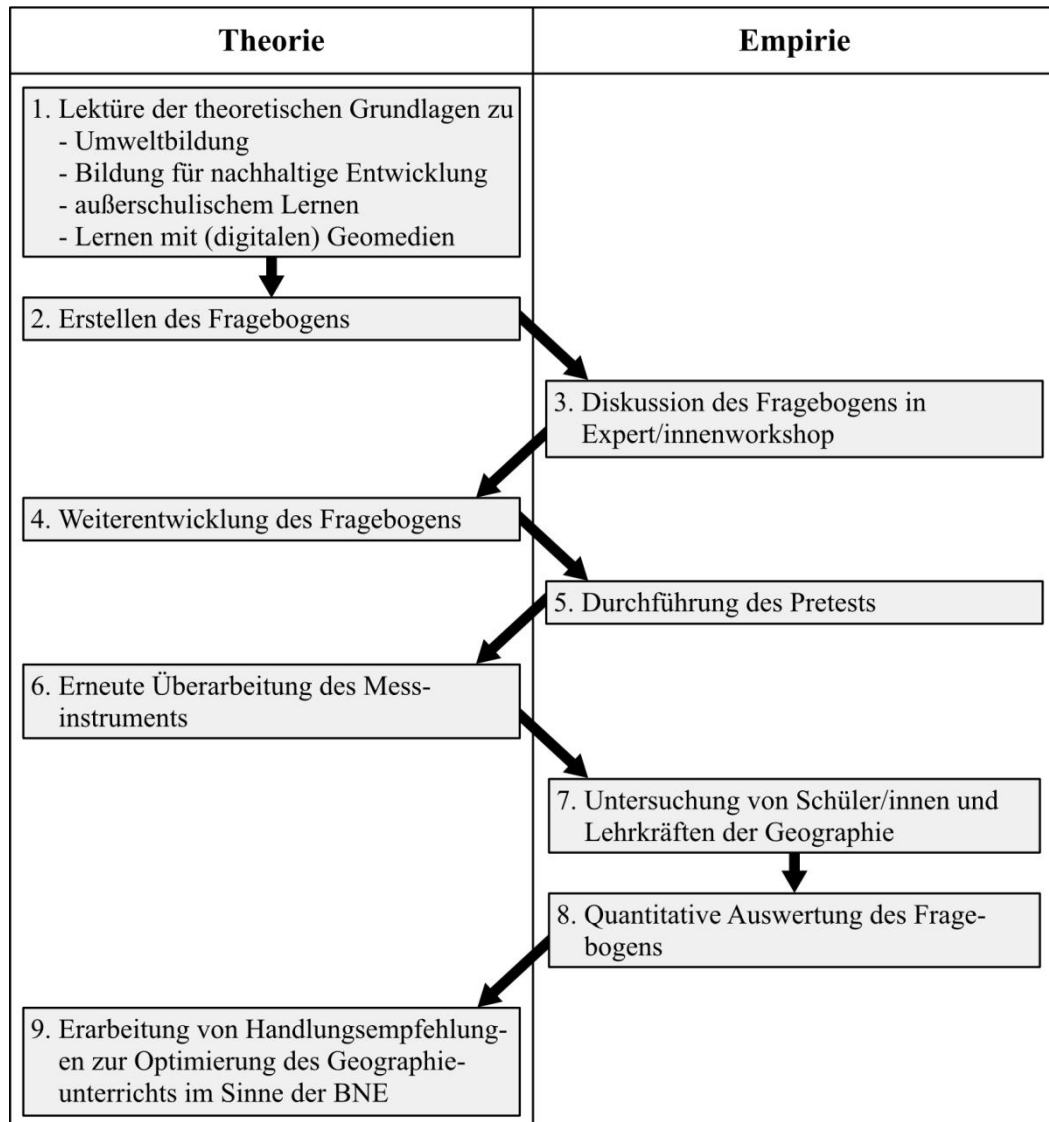 Theorie
Empirie
1. Lektüre der theoretischen Grundlagen zu
- Umweltbildung
- Bildung für nachhaltige Entwicklung
- außerschulischem Lernen
- Lernen mit (digitalen) Geomedien
2. Erstellen des Fragebogens
3. Diskussion des Fragebogens in
Expert/innenworkshop
4. Weiterentwicklung des Fragebogens
5. Durchführung des Pretests
6. Erneute Überarbeitung des Mess-
instruments
7. Untersuchung von Schüler/innen und
Lehrkräften der Geographie
8. Quantitative Auswertung des Frage-
bogens
9. Erarbeitung von Handlungsempfehlung-
en zur Optimierung des Geographie-
unterrichts im Sinne der BNE